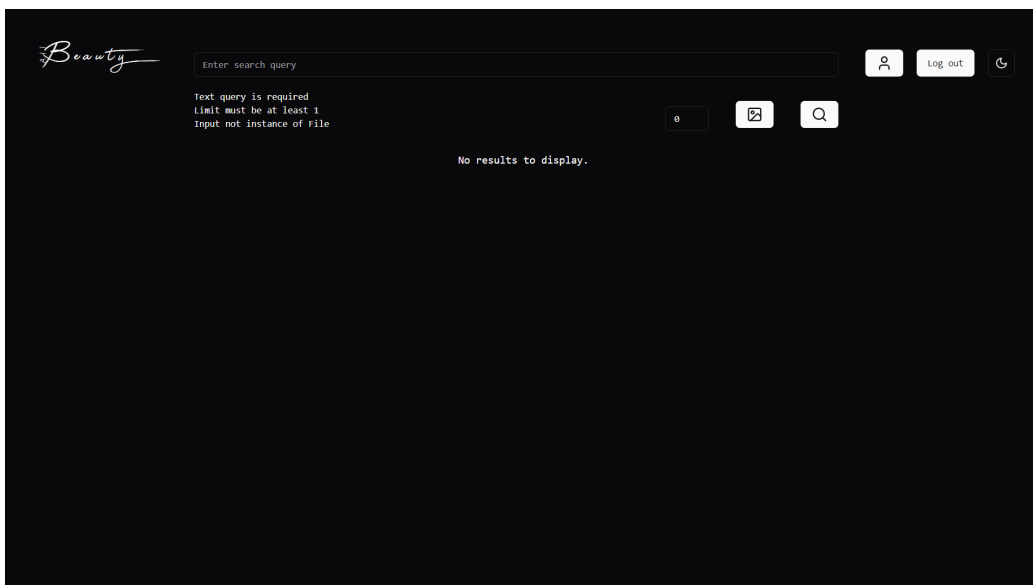 Beauty
Enter search query
Log out
Text query is required
Limit must be at least 1
Input not instance of File
0
No results to display.